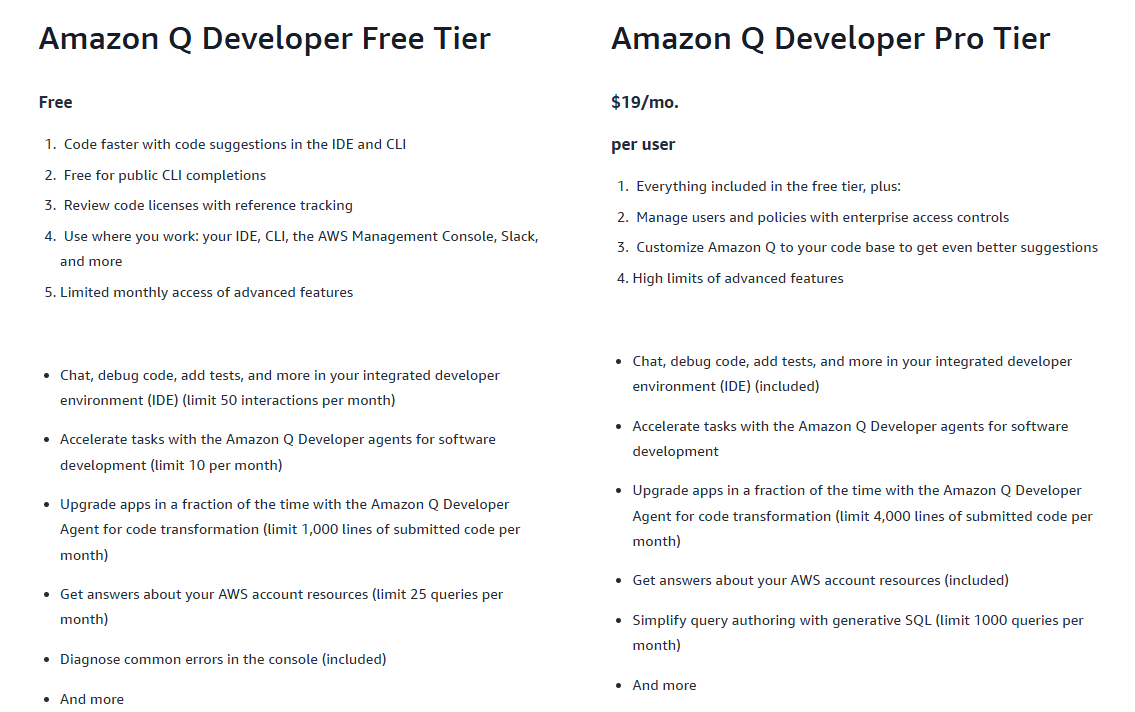 Amazon Q Developer Free Tier
Free
1. Code faster with code suggestions in the IDE and CLI
2. Free for public CLI completions
3. Review code licenses with reference tracking
4. Use where you work: your IDE, CLI, the AWS Management Console, Slack,
and more
5. Limited monthly access of advanced features
• Chat, debug code, add tests, and more in your integrated developer
environment (IDE) (limit 50 interactions per month)
• Accelerate tasks with the Amazon Q Developer agents for software
development (limit 10 per month)
• Upgrade apps in a fraction of the time with the Amazon Q Developer
Agent for code transformation (limit 1,000 lines of submitted code per
month)
• Get answers about your AWS account resources (limit 25 queries per
month)
• Diagnose common errors in the console (included)
• And more
Amazon Q Developer Pro Tier
$19/mo.
per user
1. Everything included in the free tier, plus:
2. Manage users and policies with enterprise access controls
3. Customize Amazon Q to your code base to get even better suggestions
4. High limits of advanced features
• Chat, debug code, add tests, and more in your integrated developer
environment (IDE) (included)
• Accelerate tasks with the Amazon Q Developer agents for software
development
• Upgrade apps in a fraction of the time with the Amazon Q Developer
Agent for code transformation (limit 4,000 lines of submitted code per
month)
• Get answers about your AWS account resources (included)
• Simplify query authoring with generative SQL (limit 1000 queries per
month)
• And more